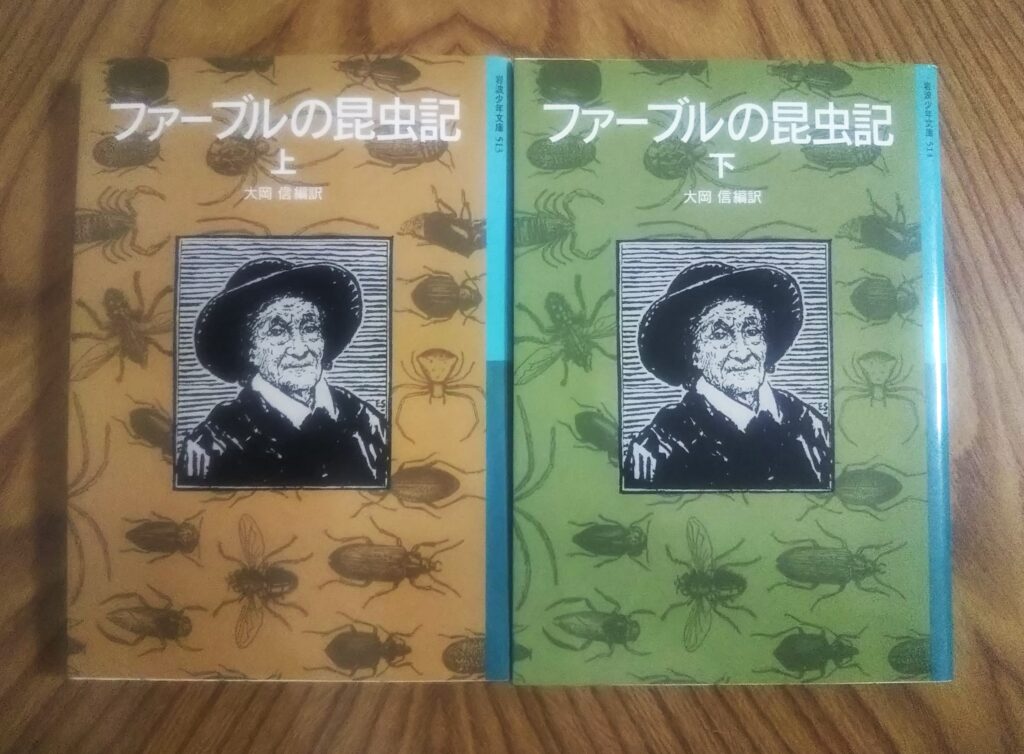 ファーブルの昆虫記
上
大岡 信編訳
岩波少年文庫 513
ファーブルの昆虫記
下
大岡 信編訳
岩波少年文庫 514